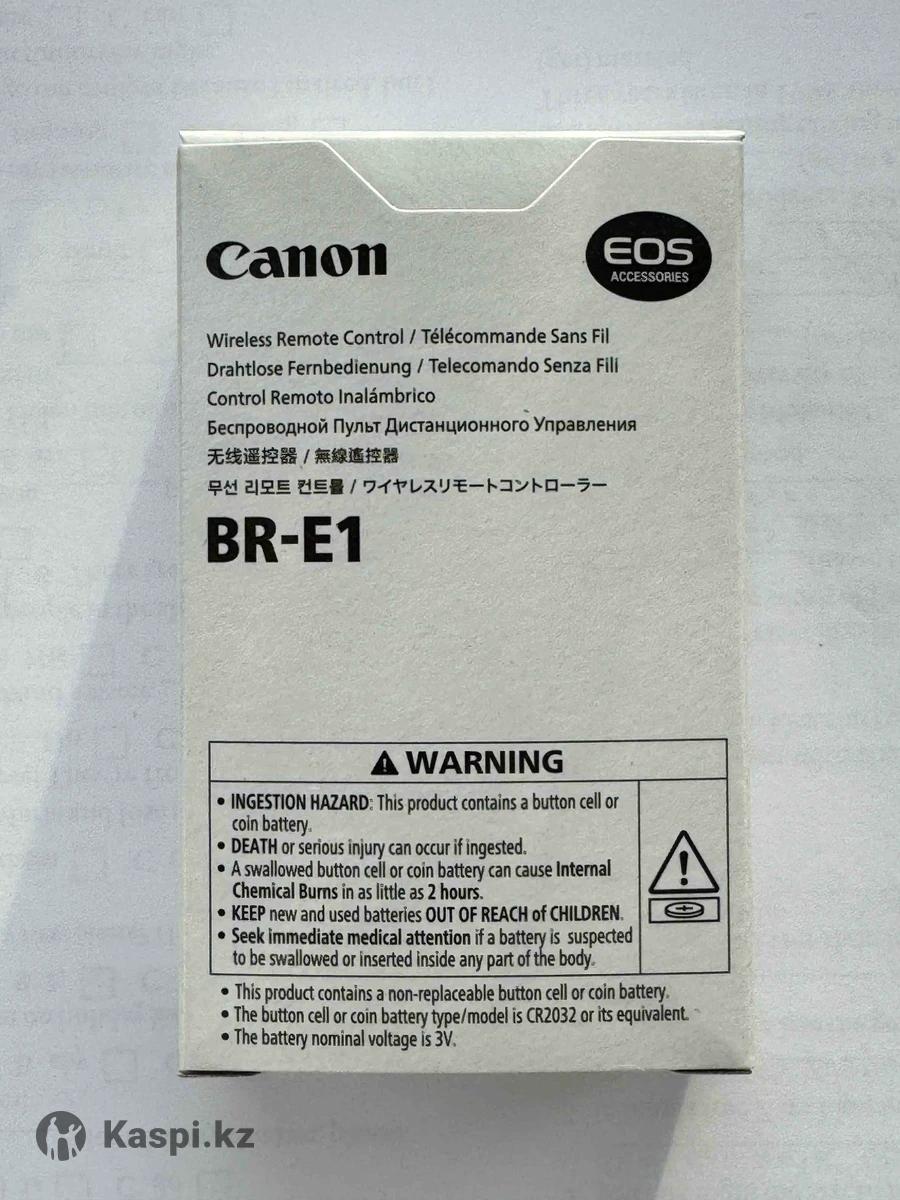 Canon
EOS
ACCESSORIES
Wireless Remote Control / Télécommande Sans Fil
Drahtlose Fernbedienung / Telecomando Senza Fili
Control Remoto Inalámbrico
Беспроводной Пульт Дистанционного Управления
无线遥控器 / 無線遙控器
무선 리모트 컨트롤 / ワイヤレスリモートコントローラー
BR-E1
WARNING
• INGESTION HAZARD: This product contains a button cell or
coin battery.
• DEATH or serious injury can occur if ingested.
• A swallowed button cell or coin battery can cause Internal
Chemical Burns in as little as 2 hours.
• KEEP new and used batteries OUT OF REACH of CHILDREN.
• Seek immediate medical attention if a battery is suspected
to be swallowed or inserted inside any part of the body.
• This product contains a non-replaceable button cell or coin battery.
• The button cell or coin battery type/model is CR2032 or its equivalent.
• The battery nominal voltage is 3V.
Kaspi.kz